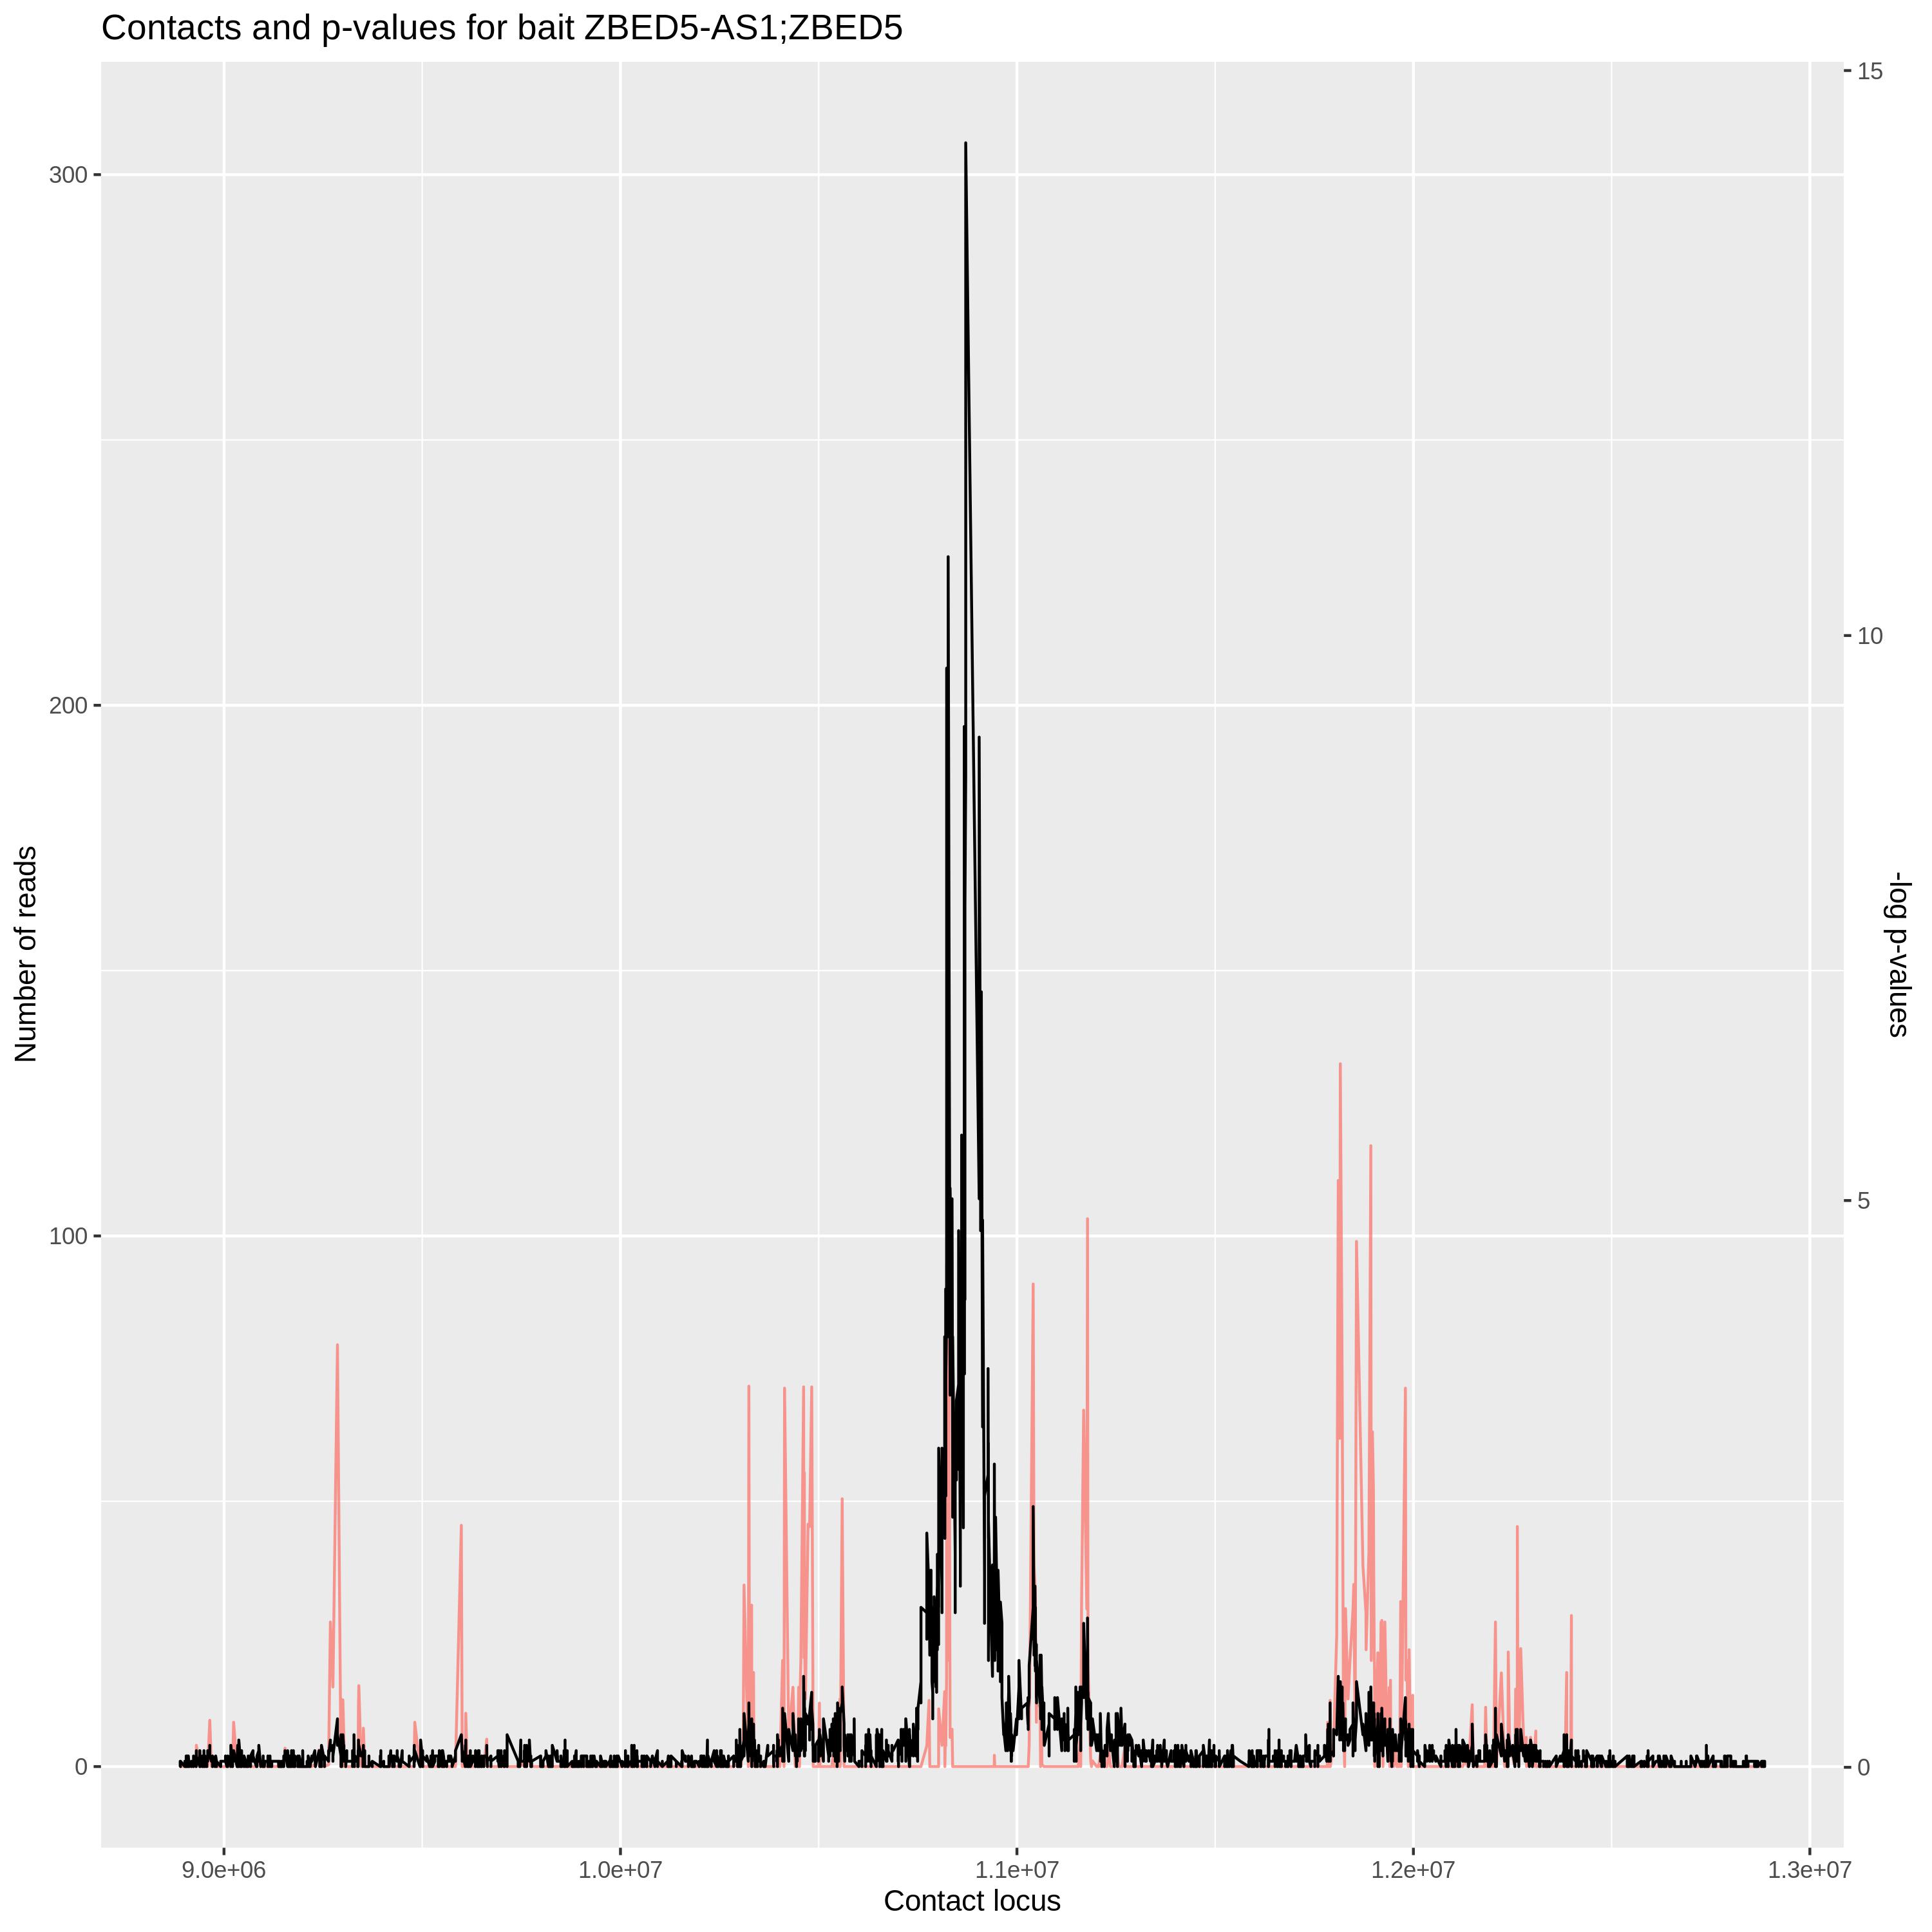 Contacts and p-values for bait ZBED5-AS1;ZBED5
15
300
10
200
Number of reads
-log p-values
5
100
0
0
9.0e+06
1.0e+07
1.1e+07
1.2e+07
1.3e+07
Contact locus